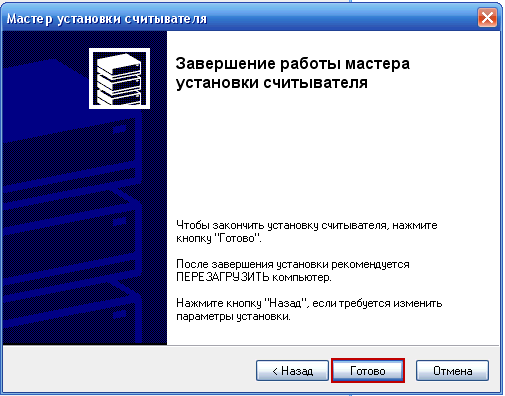 Мастер установки считывателя
Завершение работы мастера
установки считывателя
Чтобы закончить установку считывателя, нажмите
кнопку "Готово".
После завершения установки рекомендуется
ПЕРЕЗАГРУЗИТЬ компьютер.
Нажмите кнопку "Назад", если требуется изменить
параметры установки.
< Назад
Готово
Отмена